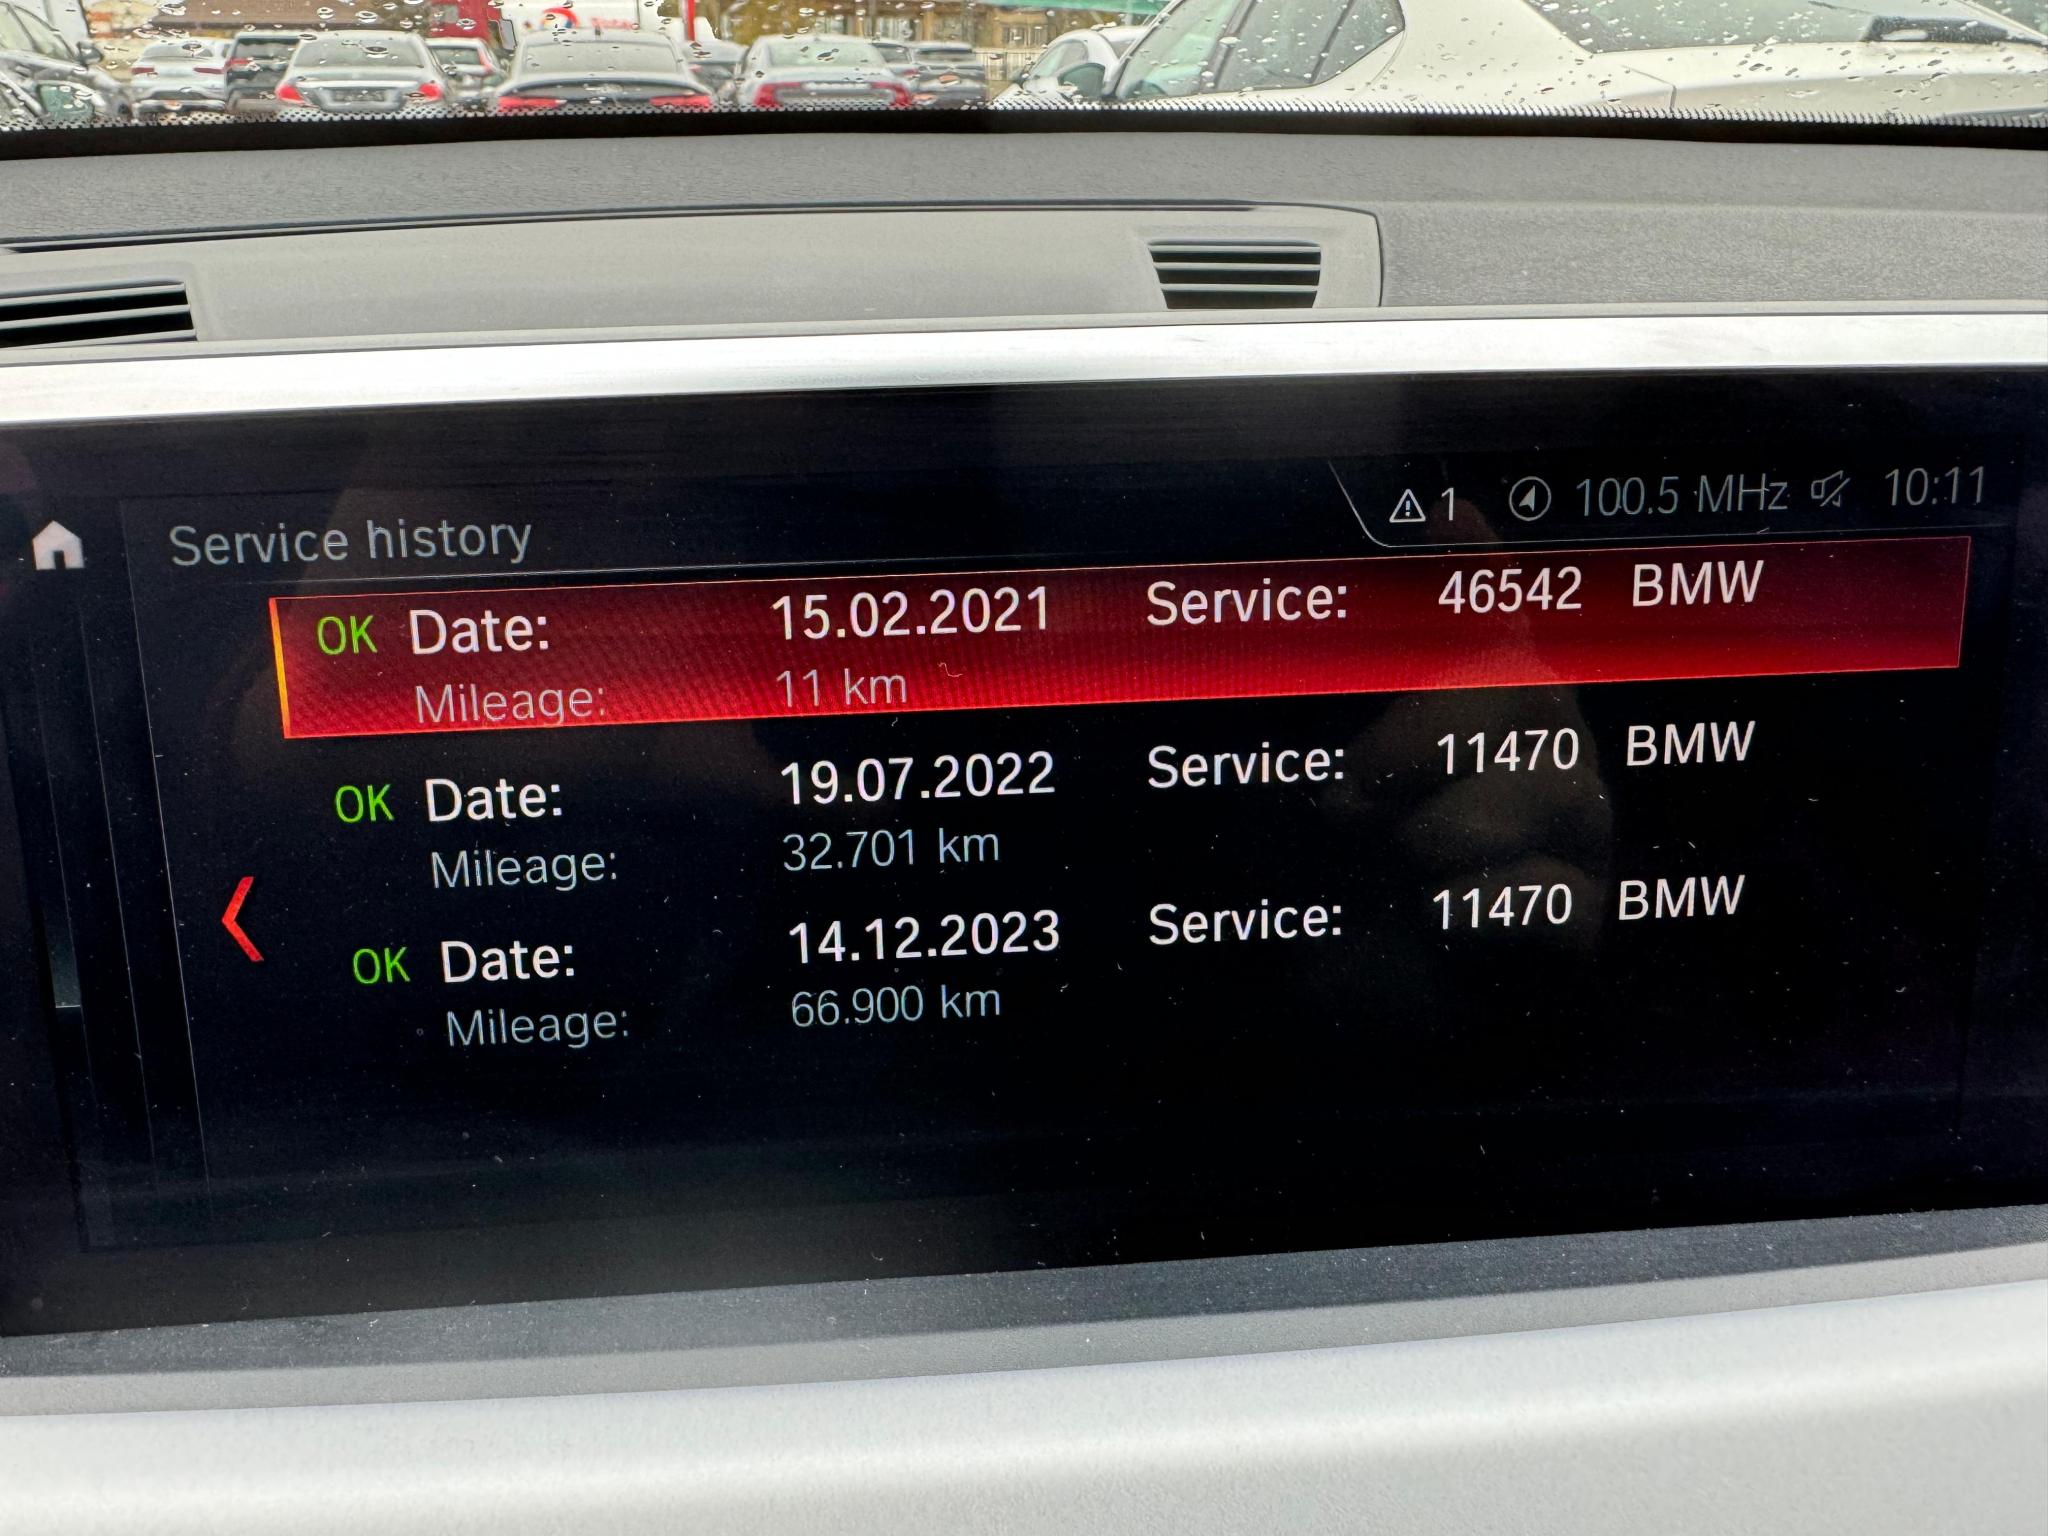 Service history
1 100.5 MHz 10:11
OK Date: 15.02.2021 Service: 46542 BMW
Mileage: 11 km
OK Date: 19.07.2022 Service: 11470 BMW
Mileage: 32.701 km
OK Date: 14.12.2023 Service: 11470 BMW
Mileage: 66.900 km